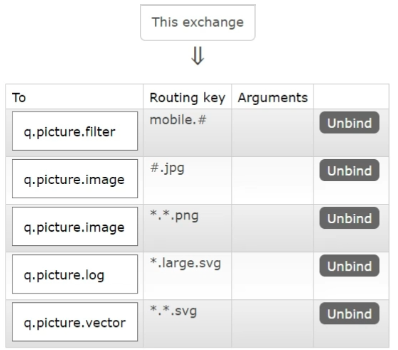 This exchange
⇓
To Routing key Arguments
q.picture.filter mobile.# Unbind
q.picture.image #.jpg Unbind
q.picture.image *.*.png Unbind
q.picture.log *.large.svg Unbind
q.picture.vector *.*.svg Unbind